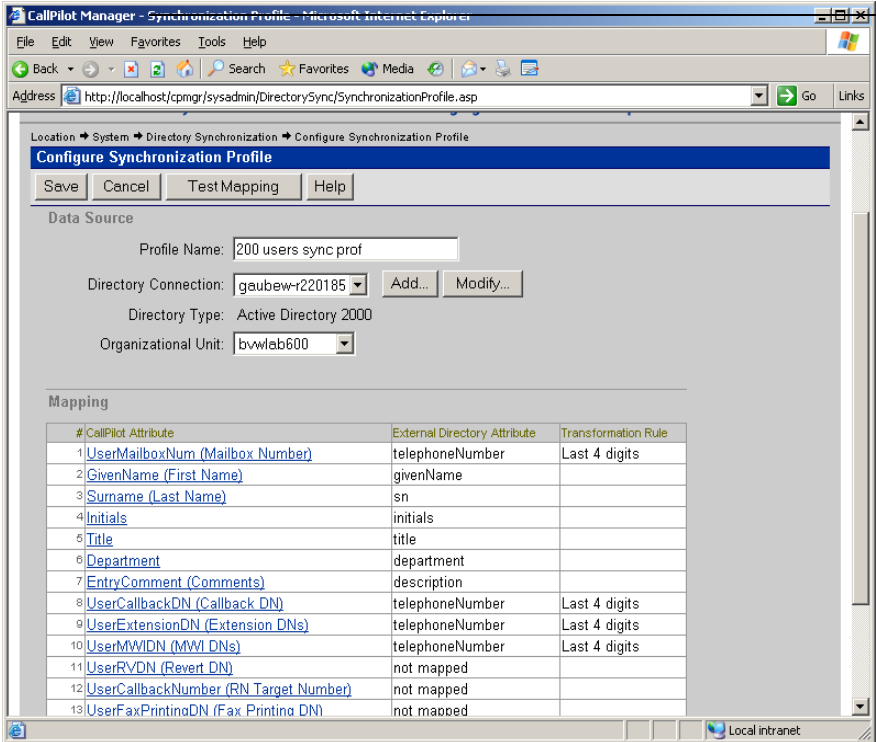 CallPilot Manager - Synchronization Profile - Microsoft Internet Explorer
File Edit View Favorites Tools Help
Back Search Favorites Media
Address http://localhost/cpmgr/sysadmin/DirectorySync/SynchronizationProfile.asp Go Links
Location → System → Directory Synchronization → Configure Synchronization Profile
Configure Synchronization Profile
Save Cancel Test Mapping Help
Data Source
Profile Name: 200 users sync prof
Directory Connection: gaubew-r220185 Add... Modify...
Directory Type: Active Directory 2000
Organizational Unit: bvwlab600
Mapping
# CallPilot Attribute External Directory Attribute Transformation Rule
1 UserMailboxNum (Mailbox Number) telephoneNumber Last 4 digits
2 GivenName (First Name) givenName
3 Surname (Last Name) sn
4 Initials initials
5 Title title
6 Department department
7 EntryComment (Comments) description
8 UserCallbackDN (Callback DN) telephoneNumber Last 4 digits
9 UserExtensionDN (Extension DNs) telephoneNumber Last 4 digits
10 UserMWIDN (MWI DNs) telephoneNumber Last 4 digits
11 UserRVDN (Revert DN) not mapped
12 UserCallbackNumber (RN Target Number) not mapped
13 UserFaxPrintingDN (Fax Printing DN) not mapped
Local intranet